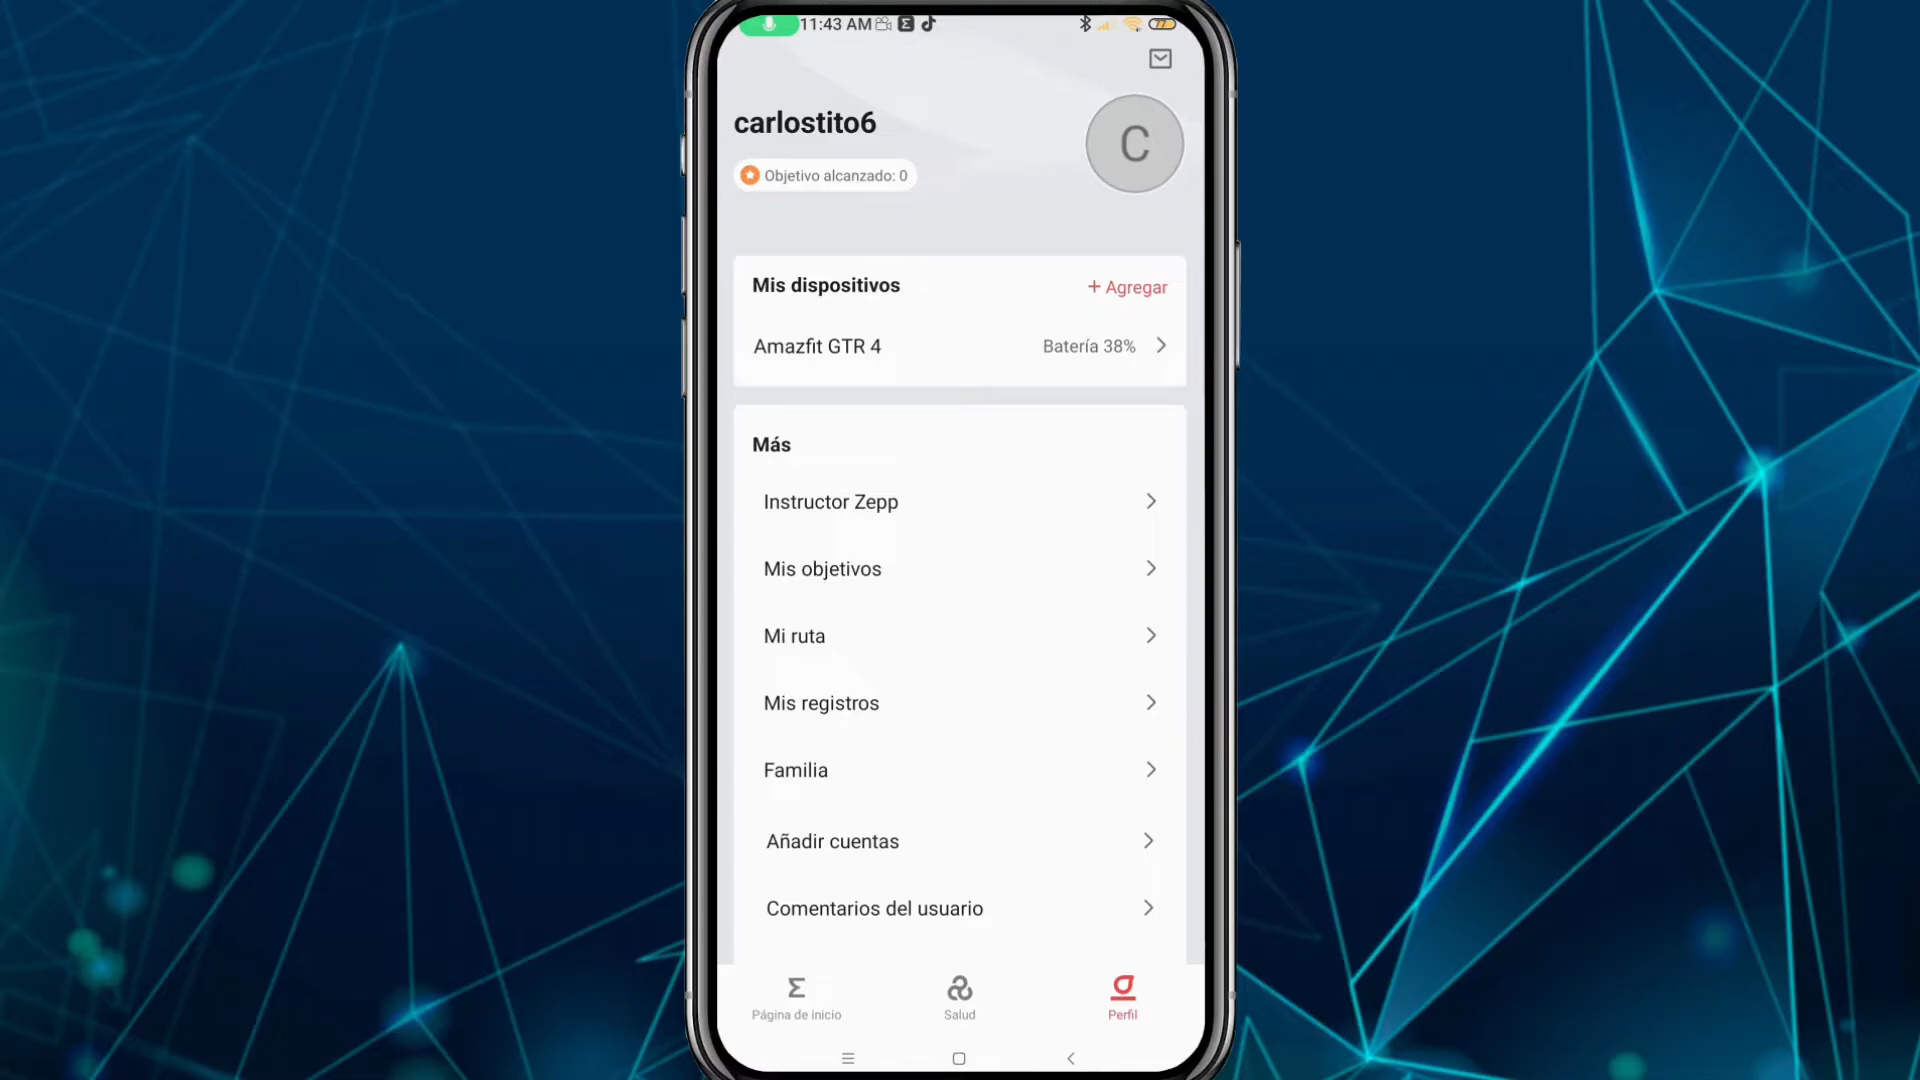 11:43 AM
77
carlostito6
C
Objetivo alcanzado: 0
Mis dispositivos
+ Agregar
Amazfit GTR 4
Batería 38%
Más
Instructor Zepp
Mis objetivos
Mi ruta
Mis registros
Familia
Añadir cuentas
Comentarios del usuario
Página de inicio
Salud
Perfil